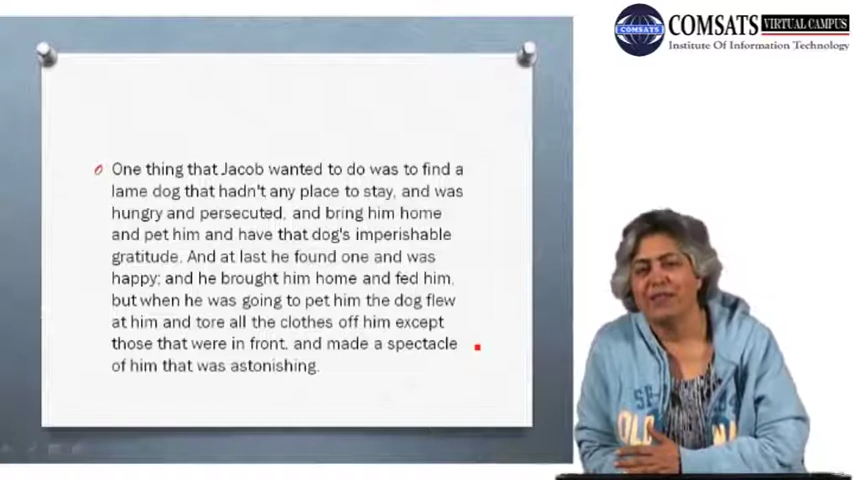 COMSATS VIRTUAL CAMPUS
COMSATS
Institute Of Information Technology
One thing that Jacob wanted to do was to find a
lame dog that hadn't any place to stay, and was
hungry and persecuted, and bring him home
and pet him and have that dog's imperishable
gratitude. And at last he found one and was
happy; and he brought him home and fed him,
but when he was going to pet him the dog flew
at him and tore all the clothes off him except
those that were in front, and made a spectacle
of him that was astonishing.
OLD